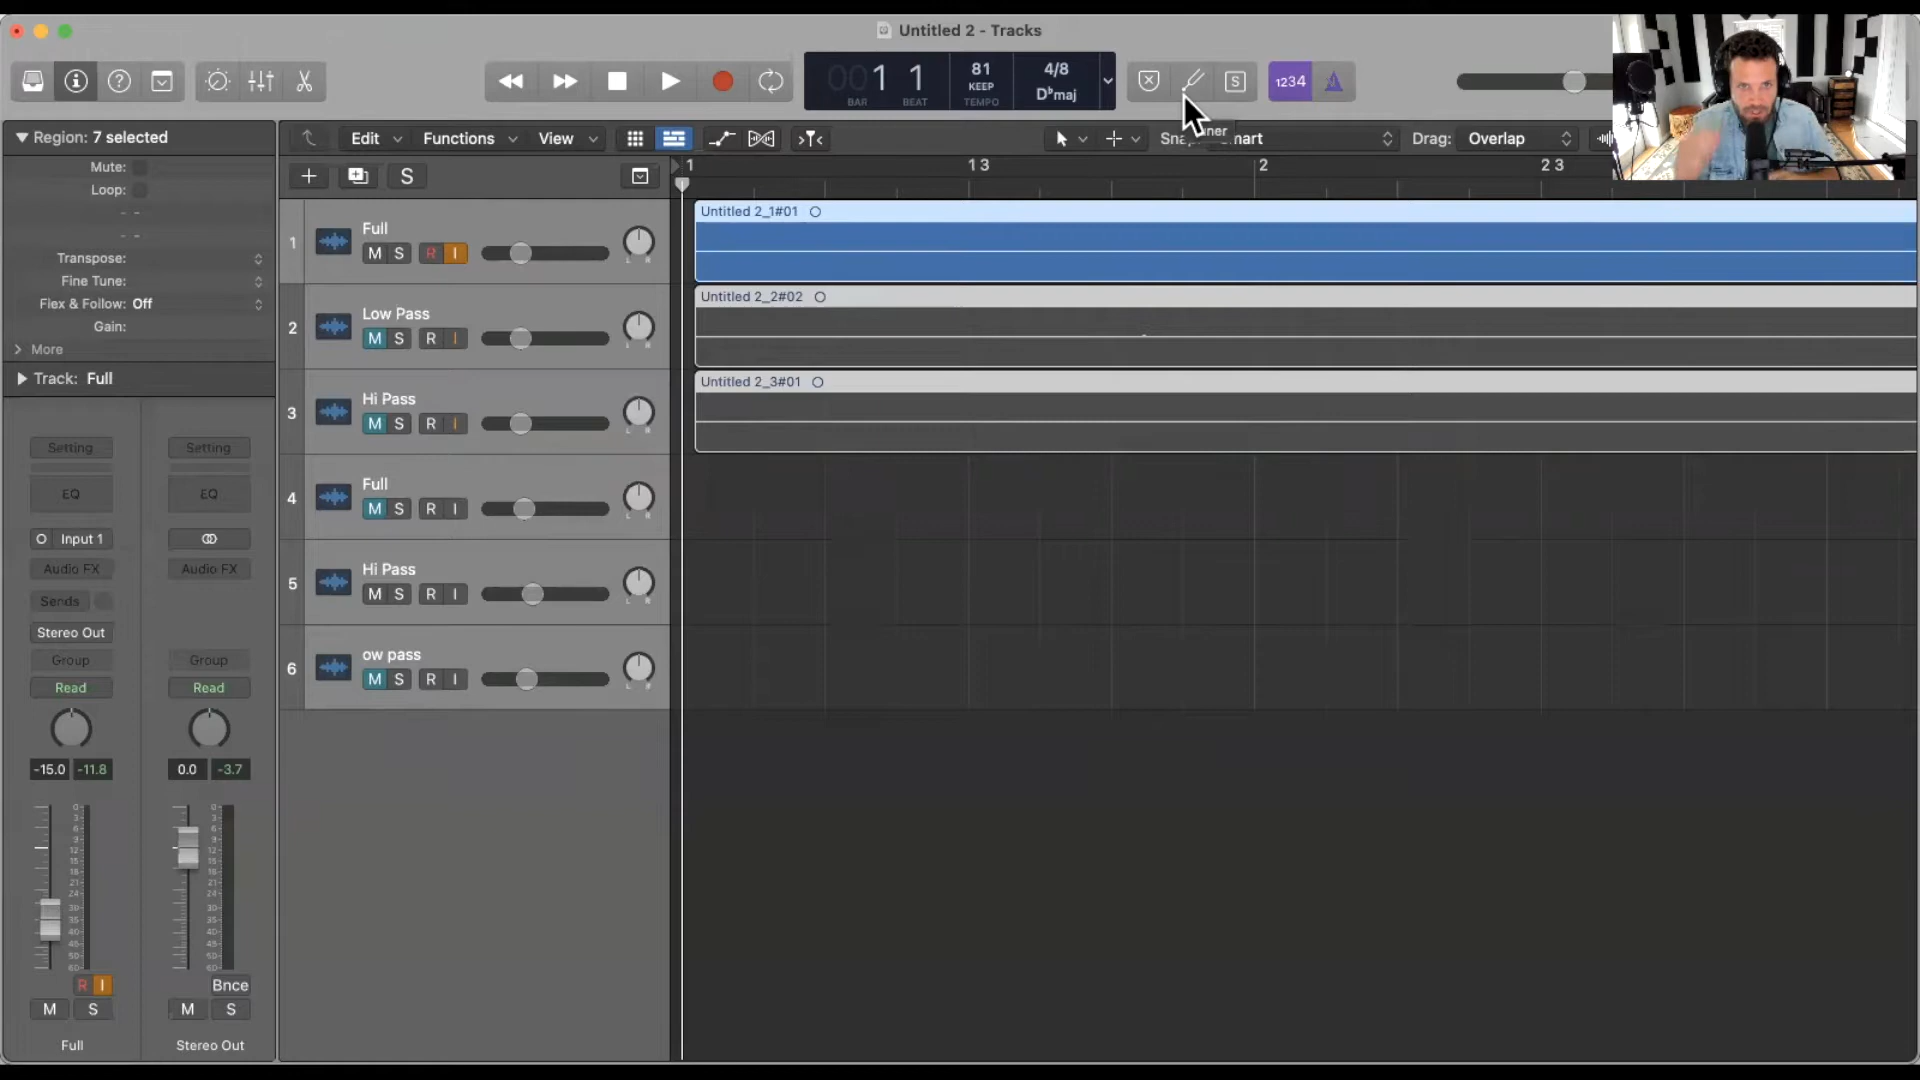 Untitled 2 - Tracks
1 1
BAR BEAT
81
KEEP
TEMPO
4/8
D♭maj
S
1234
Region: 7 selected
Mute:
Loop:
Transpose:
Fine Tune:
Flex & Follow: Off
Gain:
More
Track: Full
Edit
Functions
View
Drag: Overlap
S
1
1 3
2
2 3
1
Full
M S R I
Untitled 2_1#01
2
Low Pass
M S R I
Untitled 2_2#02
3
Hi Pass
M S R I
Untitled 2_3#01
4
Full
M S R I
5
Hi Pass
M S R I
6
ow pass
M S R I
Setting Setting
EQ EQ
Input 1
Audio FX Audio FX
Sends
Stereo Out
Group Group
Read Read
-15.0 -11.8 0.0 -3.7
R I Bnce
M S M S
Full Stereo Out